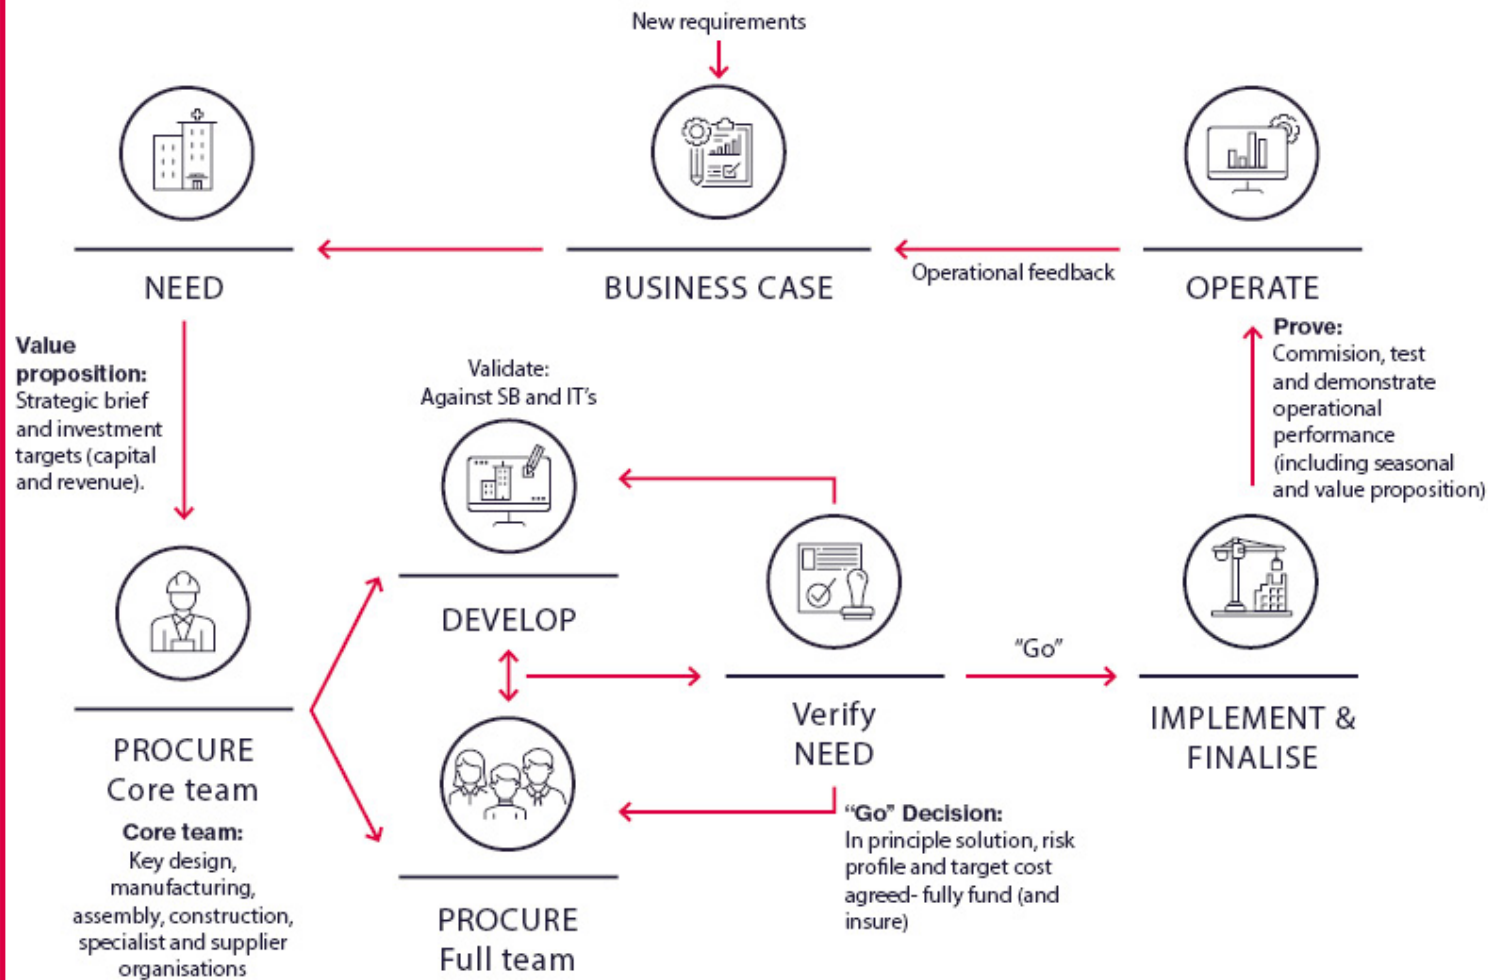 New requirements
NEED
BUSINESS CASE
Operational feedback
OPERATE
Value
proposition:
Strategic brief
and investment
targets (capital
and revenue).
Validate:
Against SB and IT's
Prove:
Commision, test
and demonstrate
operational
performance
(including seasonal
and value proposition)
DEVELOP
"Go"
PROCURE
Core team
Core team:
Key design,
manufacturing,
assembly, construction,
specialist and supplier
organisations
Verify
NEED
IMPLEMENT &
FINALISE
"Go" Decision:
In principle solution, risk
profile and target cost
agreed- fully fund (and
insure)
PROCURE
Full team